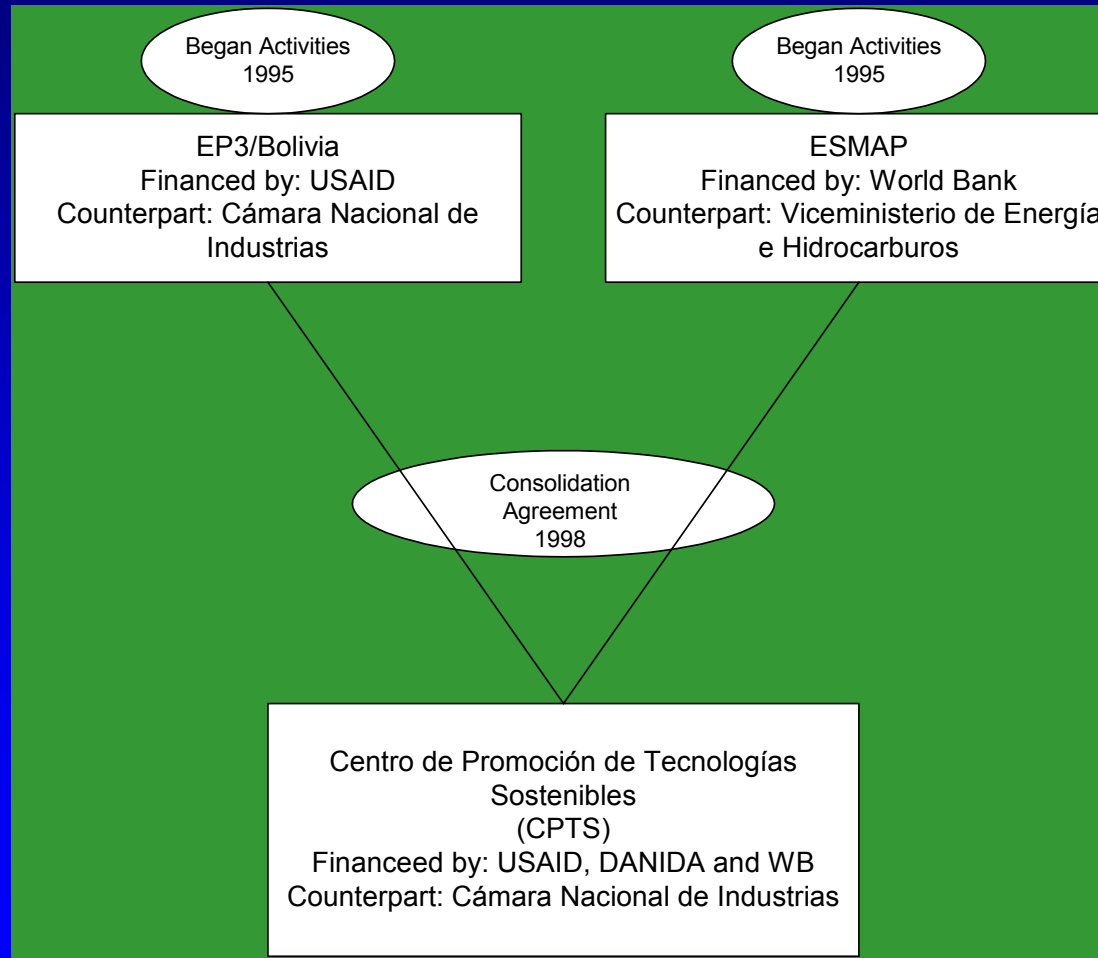 Began Activities
1995
EP3/Bolivia
Financed by: USAID
Counterpart: Cámara Nacional de
Industrias
Began Activities
1995
ESMAP
Financed by: World Bank
Counterpart: Viceministerio de Energía
e Hidrocarburos
Consolidation
Agreement
1998
Centro de Promoción de Tecnologías
Sostenibles
(CPTS)
Financeed by: USAID, DANIDA and WB
Counterpart: Cámara Nacional de Industrias